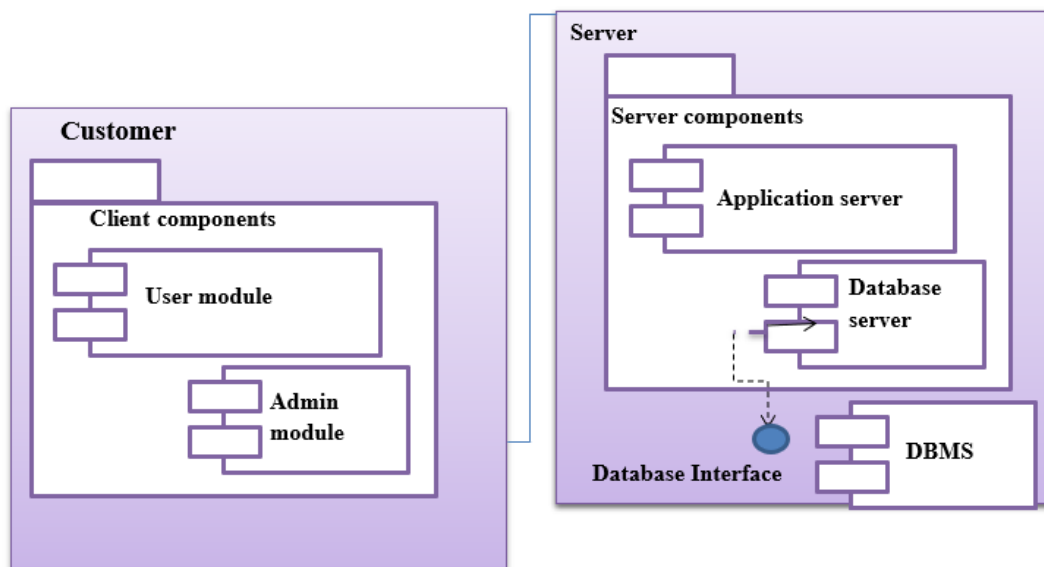 Customer
Client components
User module
Admin
module
Server
Server components
Application server
Database
server
Database Interface
DBMS